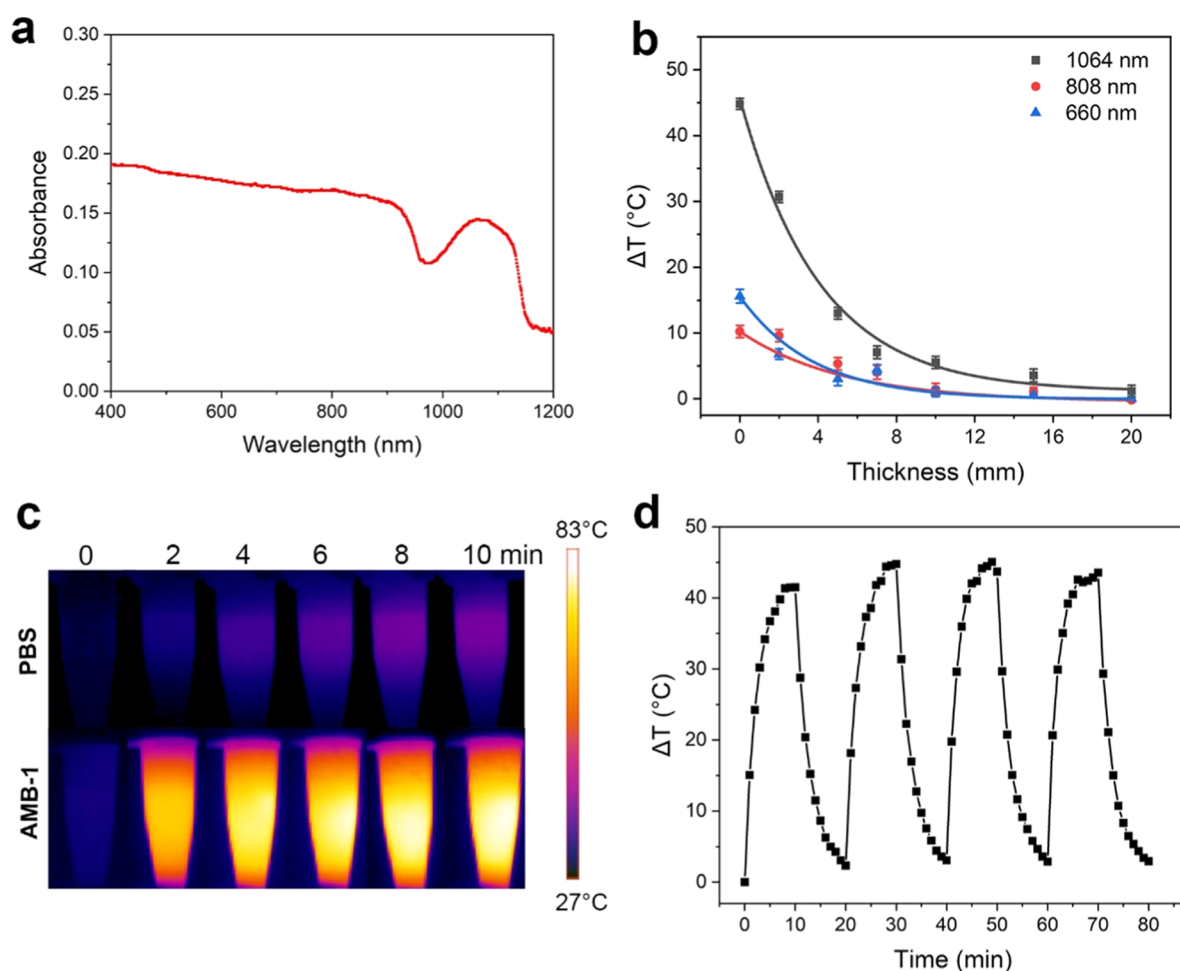 a
0.30
0.25
0.20
0.15
0.10
0.05
0.00
Absorbance
400 600 800 1000 1200
Wavelength (nm)
b
50
40
30
20
10
0
ΔT (°C)
1064 nm
808 nm
660 nm
0 4 8 12 16 20
Thickness (mm)
c
0 2 4 6 8 10 min
PBS
AMB-1
83°C
27°C
d
50
40
30
20
10
0
ΔT (°C)
0 10 20 30 40 50 60 70 80
Time (min)